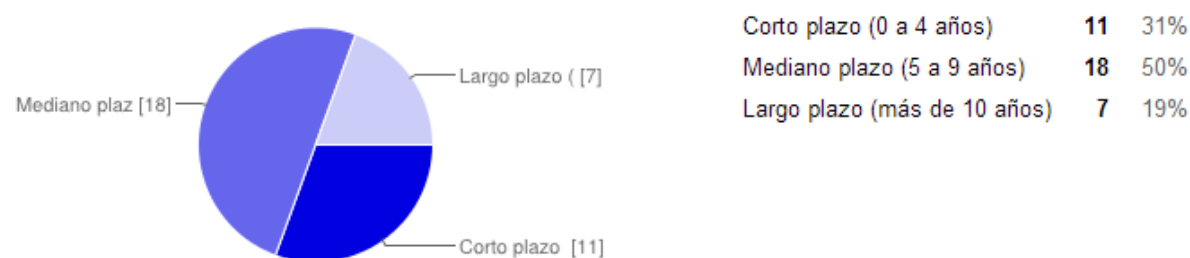 Largo plazo ( [7]
Mediano plaz [18]
Corto plazo [11]
Corto plazo (0 a 4 años) 11 31%
Mediano plazo (5 a 9 años) 18 50%
Largo plazo (más de 10 años) 7 19%